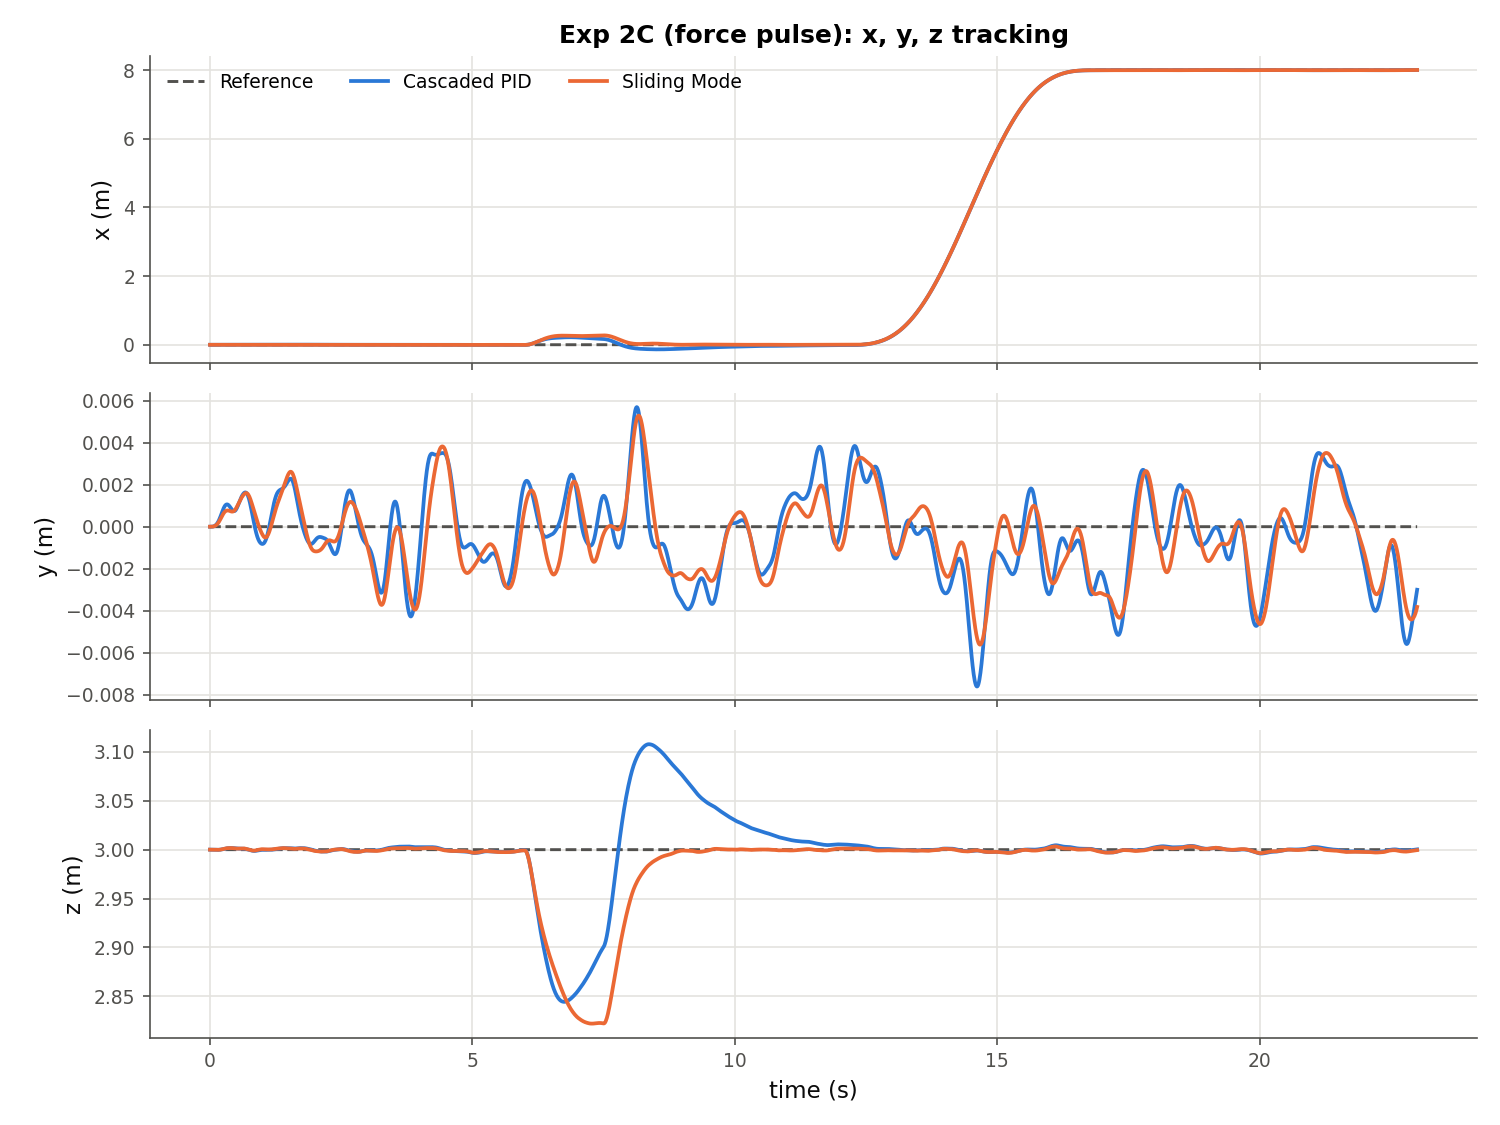 Exp 2C (force pulse): x, y, z tracking
Reference Cascaded PID Sliding Mode
8
6
4
2
0
x (m)
0.006
0.004
0.002
0.000
−0.002
−0.004
−0.006
−0.008
y (m)
3.10
3.05
3.00
2.95
2.90
2.85
z (m)
0 5 10 15 20
time (s)